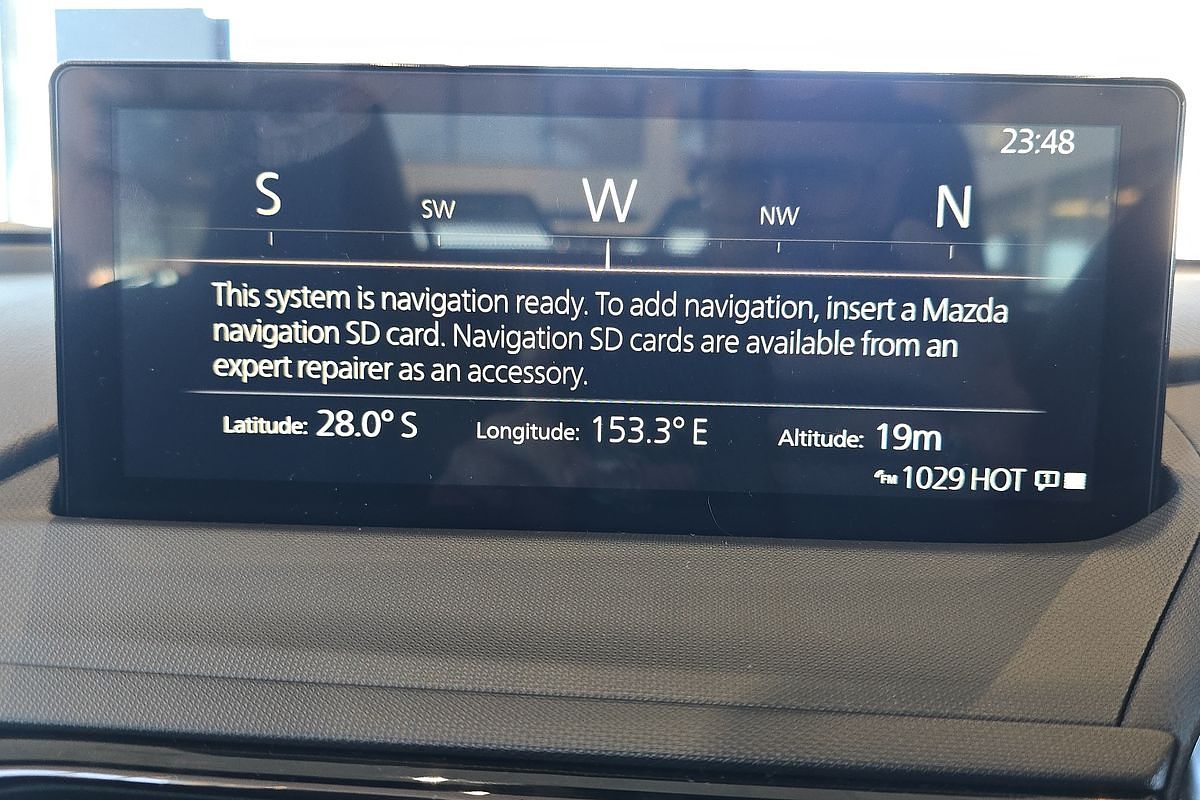 23:48
S SW W NW N
This system is navigation ready. To add navigation, insert a Mazda
navigation SD card. Navigation SD cards are available from an
expert repairer as an accessory.
Latitude: 28.0° S Longitude: 153.3° E Altitude: 19m
FM 1029 HOT 1